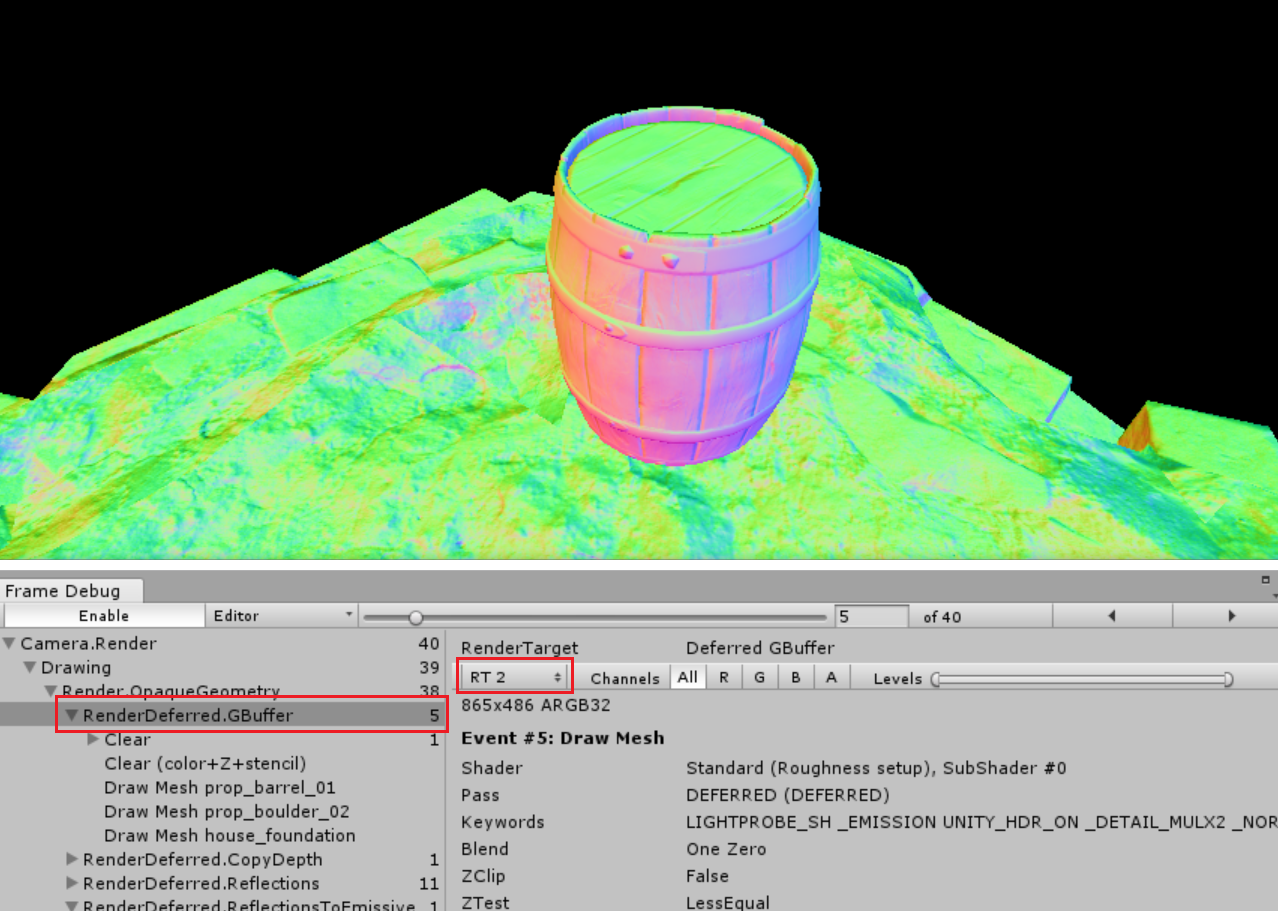 Frame Debug
Enable Editor 5 of 40
Camera.Render 40
Drawing 39
Render.OpaqueGeometry 38
RenderDeferred.GBuffer 5
Clear 1
Clear (color+Z+stencil)
Draw Mesh prop_barrel_01
Draw Mesh prop_boulder_02
Draw Mesh house_foundation
RenderDeferred.CopyDepth 1
RenderDeferred.Reflections 11
RenderDeferred.ReflectionsToEmissive 1
RenderTarget Deferred GBuffer
RT 2 Channels All R G B A Levels
865x486 ARGB32
Event #5: Draw Mesh
Shader Standard (Roughness setup), SubShader #0
Pass DEFERRED (DEFERRED)
Keywords LIGHTPROBE_SH _EMISSION UNITY_HDR_ON _DETAIL_MULX2 _NOR
Blend One Zero
ZClip False
ZTest LessEqual